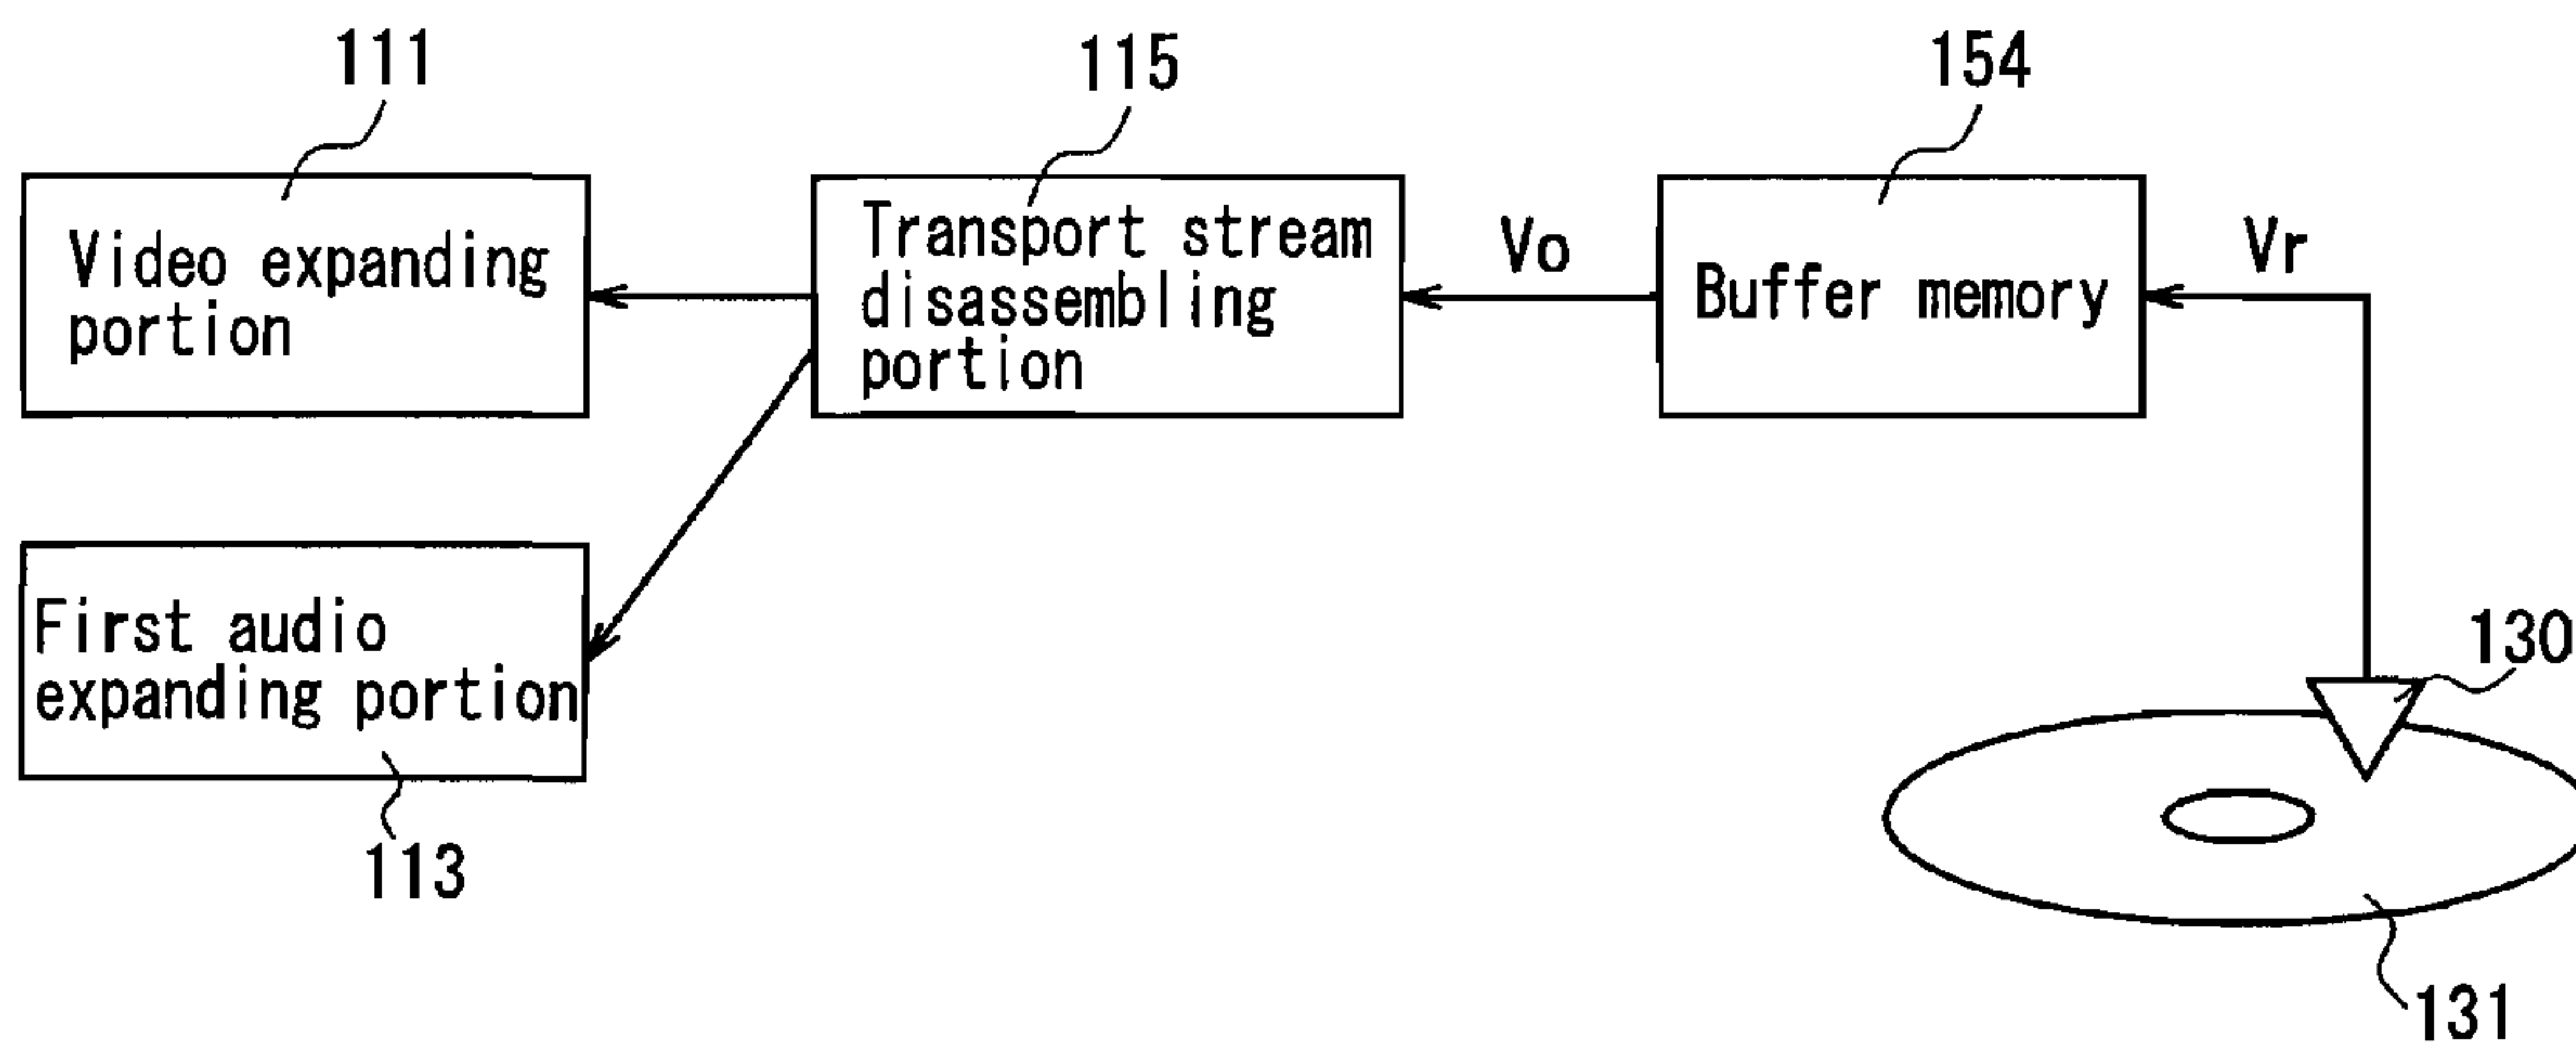 111
115
154
Video expanding
portion
Transport stream
disassembling
portion
Vo
Buffer memory
Vr
First audio
expanding portion
113
130
131